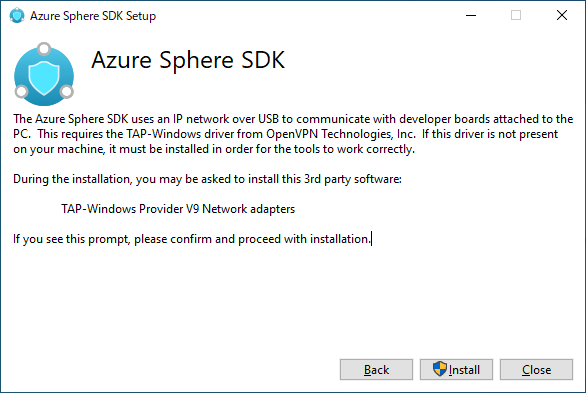 Azure Sphere SDK Setup
Azure Sphere SDK
The Azure Sphere SDK uses an IP network over USB to communicate with developer boards attached to the
PC.  This requires the TAP-Windows driver from OpenVPN Technologies, Inc.  If this driver is not present
on your machine, it must be installed in order for the tools to work correctly.
During the installation, you may be asked to install this 3rd party software:
TAP-Windows Provider V9 Network adapters
If you see this prompt, please confirm and proceed with installation.
Back Install Close